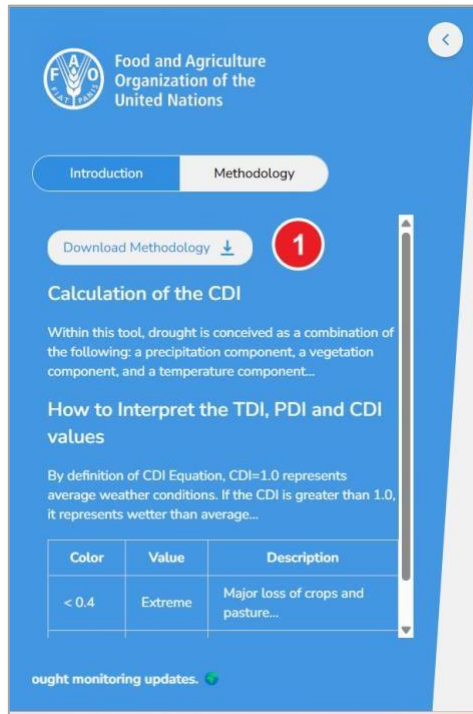 FAO
FIAT PANIS
Food and Agriculture
Organization of the
United Nations
Introduction
Methodology
Download Methodology
1
Calculation of the CDI
Within this tool, drought is conceived as a combination of
the following: a precipitation component, a vegetation
component, and a temperature component...
How to Interpret the TDI, PDI and CDI
values
By definition of CDI Equation, CDI=1.0 represents
average weather conditions. If the CDI is greater than 1.0,
it represents wetter than average...
Color Value Description
< 0.4 Extreme Major loss of crops and
pasture...
ought monitoring updates.